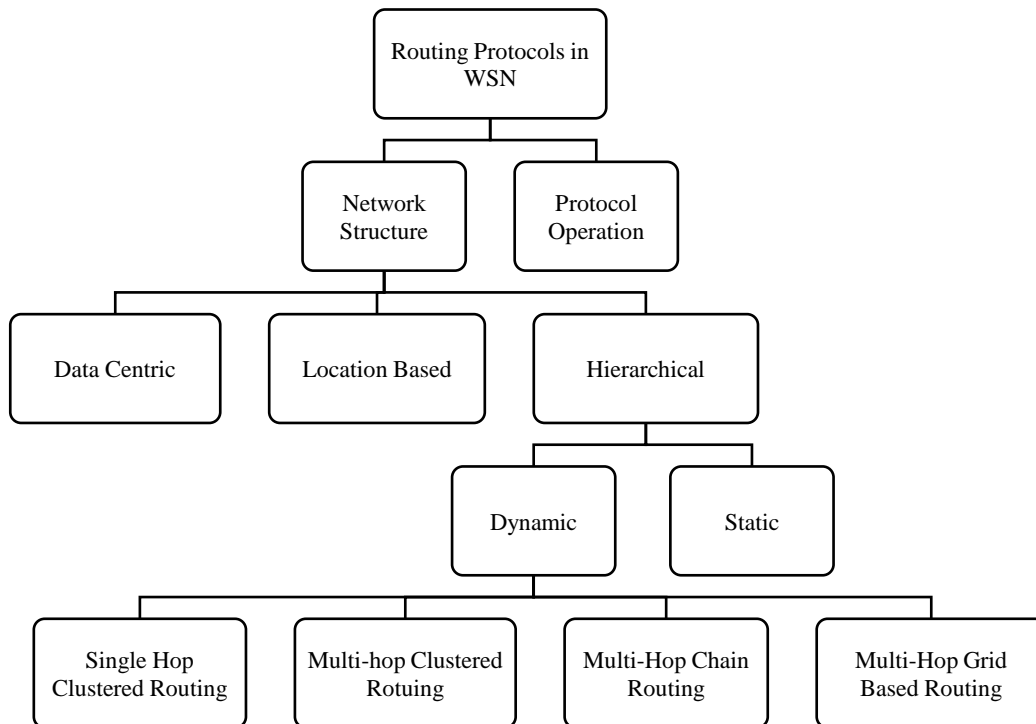 Routing Protocols in
WSN
Network
Structure
Protocol
Operation
Data Centric
Location Based
Hierarchical
Dynamic
Static
Single Hop
Clustered Routing
Multi-hop Clustered
Rotuing
Multi-Hop Chain
Routing
Multi-Hop Grid
Based Routing